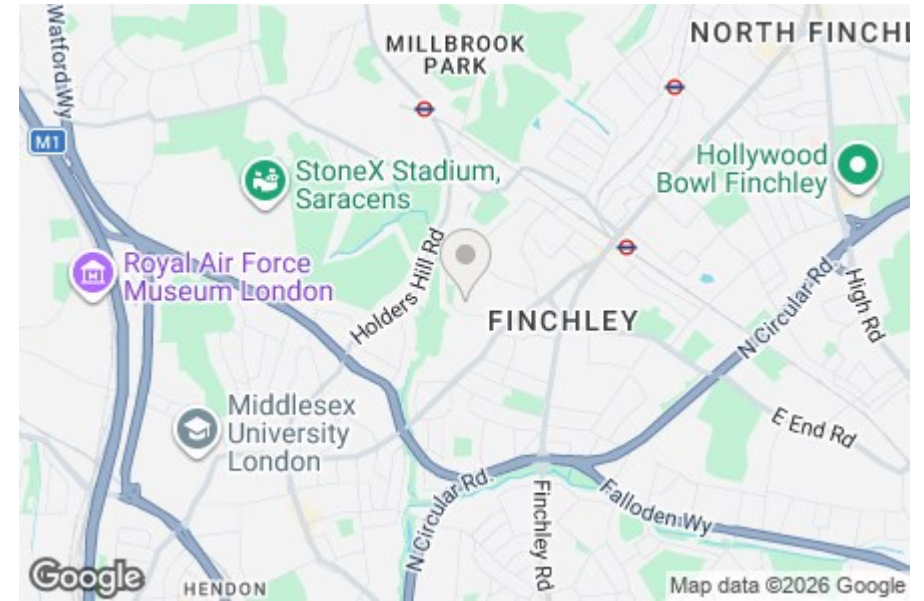 Watford Wy
MILLBROOK
PARK
NORTH FINCHL
M1
StoneX Stadium,
Saracens
Hollywood
Bowl Finchley
Holders Hill Rd
Royal Air Force
Museum London
FINCHLEY
N Circular Rd.
High Rd
Middlesex
University
London
E End Rd
N Circular Rd.
Finchley Rd
Falloden Wy
Google
HENDON
Map data ©2026 Google